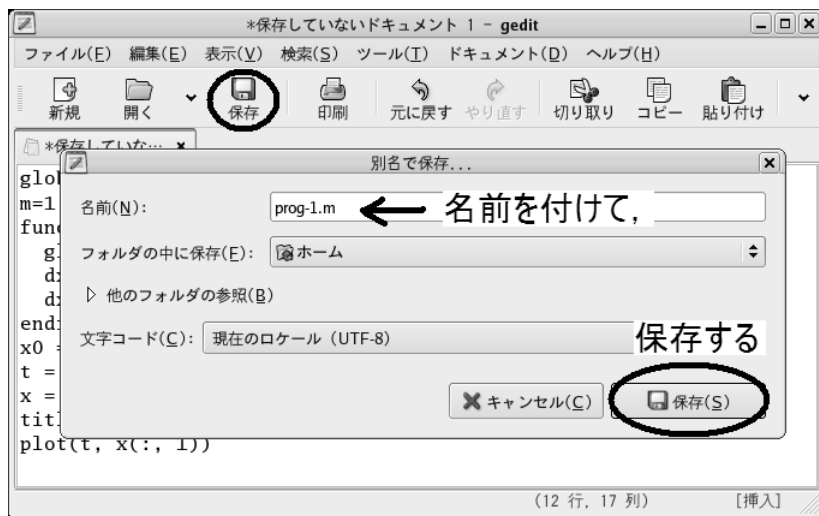 *保存していないドキュメント 1 - gedit
ファイル(F) 編集(E) 表示(V) 検索(S) ツール(T) ドキュメント(D) ヘルプ(H)
新規 開く 保存 印刷 元に戻す やり直す 切り取り コピー 貼り付け
*保存していな…
別名で保存...
名前(N): prog-1.m 名前を付けて,
フォルダの中に保存(F): ホーム
他のフォルダの参照(B)
文字コード(C): 現在のロケール (UTF-8)
保存する
キャンセル(C) 保存(S)
m=1
x0 =
t =
x =
plot(t, x(:, 1))
(12 行, 17 列) [挿入]